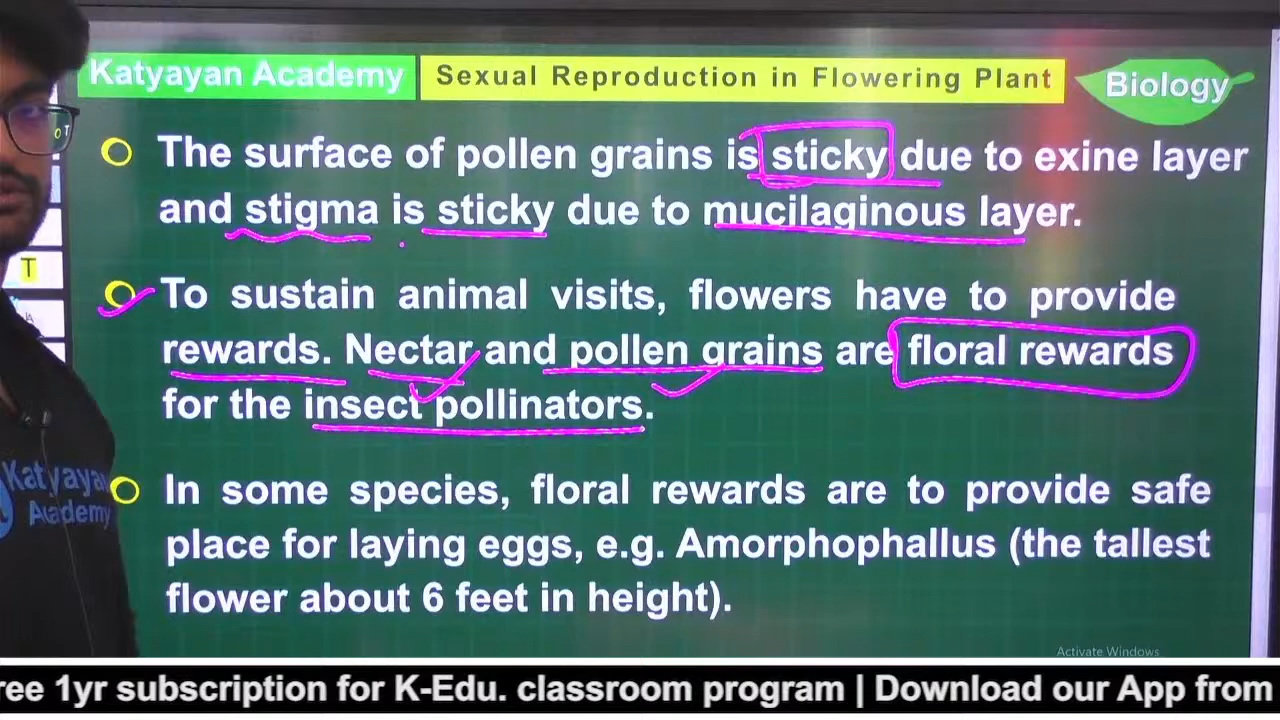 Katyayan Academy
Sexual Reproduction in Flowering Plant
Biology
The surface of pollen grains is sticky due to exine layer
and stigma is sticky due to mucilaginous layer.
To sustain animal visits, flowers have to provide
rewards. Nectar and pollen grains are floral rewards
for the insect pollinators.
In some species, floral rewards are to provide safe
place for laying eggs, e.g. Amorphophallus (the tallest
flower about 6 feet in height).
T
Katyayan
Academy
Activate Windows
ree 1yr subscription for K-Edu. classroom program | Download our App from